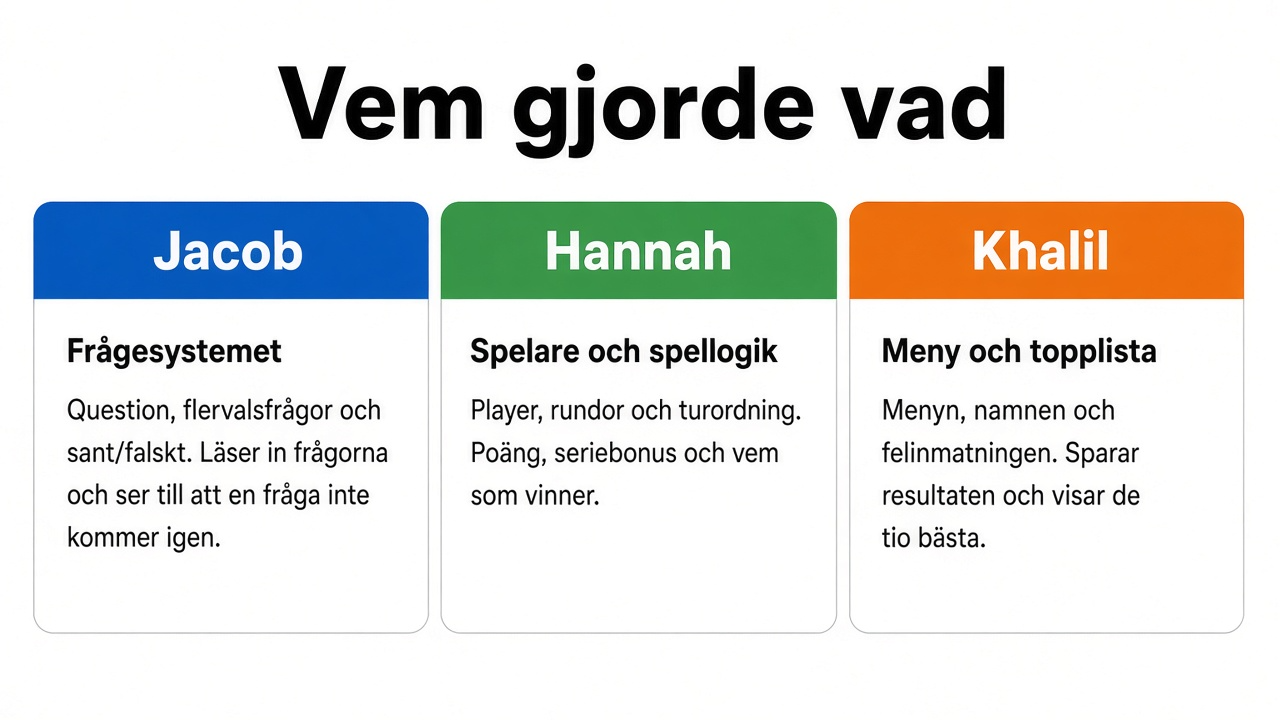 Vem gjorde vad
Jacob
Frågesystemet
Question, flervalsfrågor och
sant/falskt. Läser in frågorna
och ser till att en fråga inte
kommer igen.
Hannah
Spelare och spellogik
Player, rundor och turordning.
Poäng, seriebonus och vem
som vinner.
Khalil
Meny och topplista
Menyn, namnen och
felinmatningen. Sparar
resultaten och visar de
tio bästa.